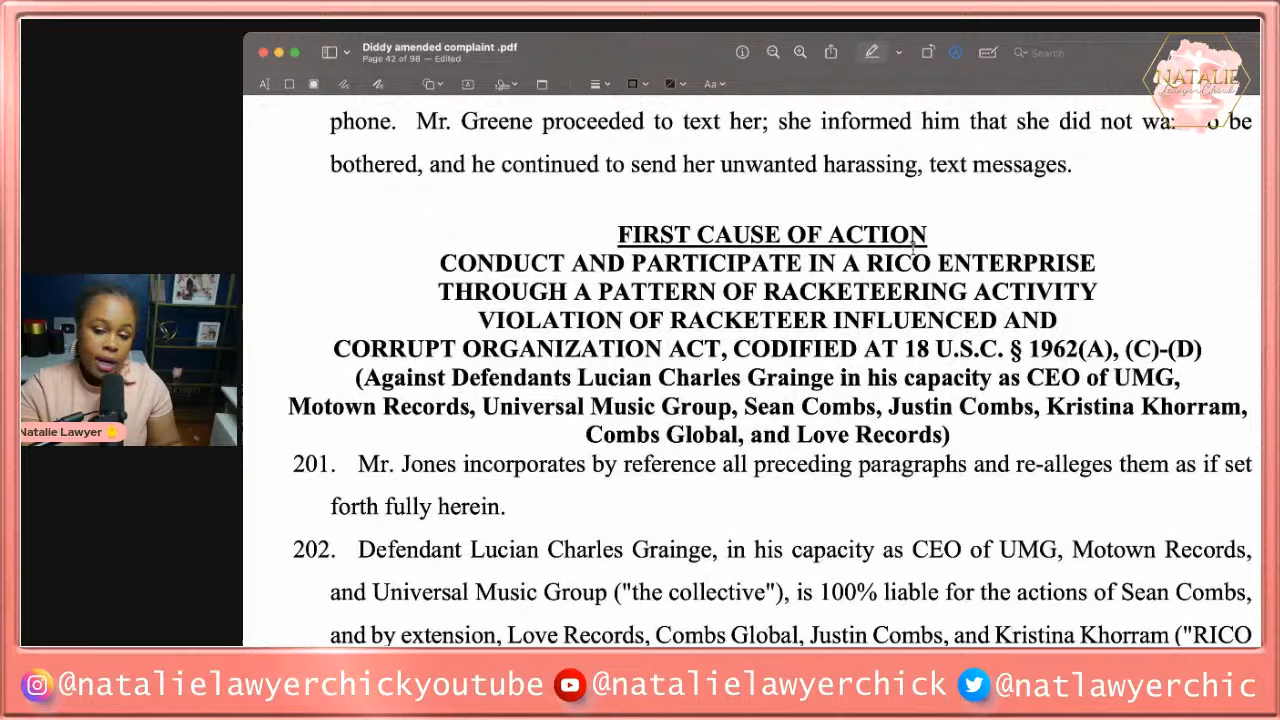 Diddy amended complaint .pdf
Page 42 of 98 — Edited
Search
NATALIE
LawyerChick
phone. Mr. Greene proceeded to text her; she informed him that she did not be
bothered, and he continued to send her unwanted harassing, text messages.
FIRST CAUSE OF ACTION
CONDUCT AND PARTICIPATE IN A RICO ENTERPRISE
THROUGH A PATTERN OF RACKETEERING ACTIVITY
VIOLATION OF RACKETEER INFLUENCED AND
CORRUPT ORGANIZATION ACT, CODIFIED AT 18 U.S.C. § 1962(A), (C)-(D)
(Against Defendants Lucian Charles Grainge in his capacity as CEO of UMG,
Motown Records, Universal Music Group, Sean Combs, Justin Combs, Kristina Khorram,
Combs Global, and Love Records)
201. Mr. Jones incorporates by reference all preceding paragraphs and re-alleges them as if set
forth fully herein.
202. Defendant Lucian Charles Grainge, in his capacity as CEO of UMG, Motown Records,
and Universal Music Group ("the collective"), is 100% liable for the actions of Sean Combs,
and by extension, Love Records, Combs Global, Justin Combs, and Kristina Khorram ("RICO
Natalie Lawyer
@natalielawyerchickyoutube @natalielawyerchick @natlawyerchic